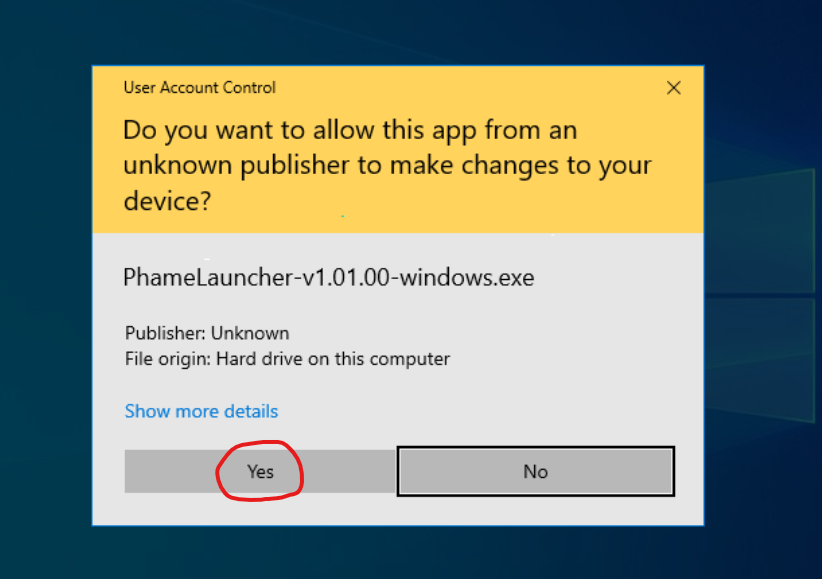 User Account Control
Do you want to allow this app from an
unknown publisher to make changes to your
device?
PhameLauncher-v1.01.00-windows.exe
Publisher: Unknown
File origin: Hard drive on this computer
Show more details
Yes
No